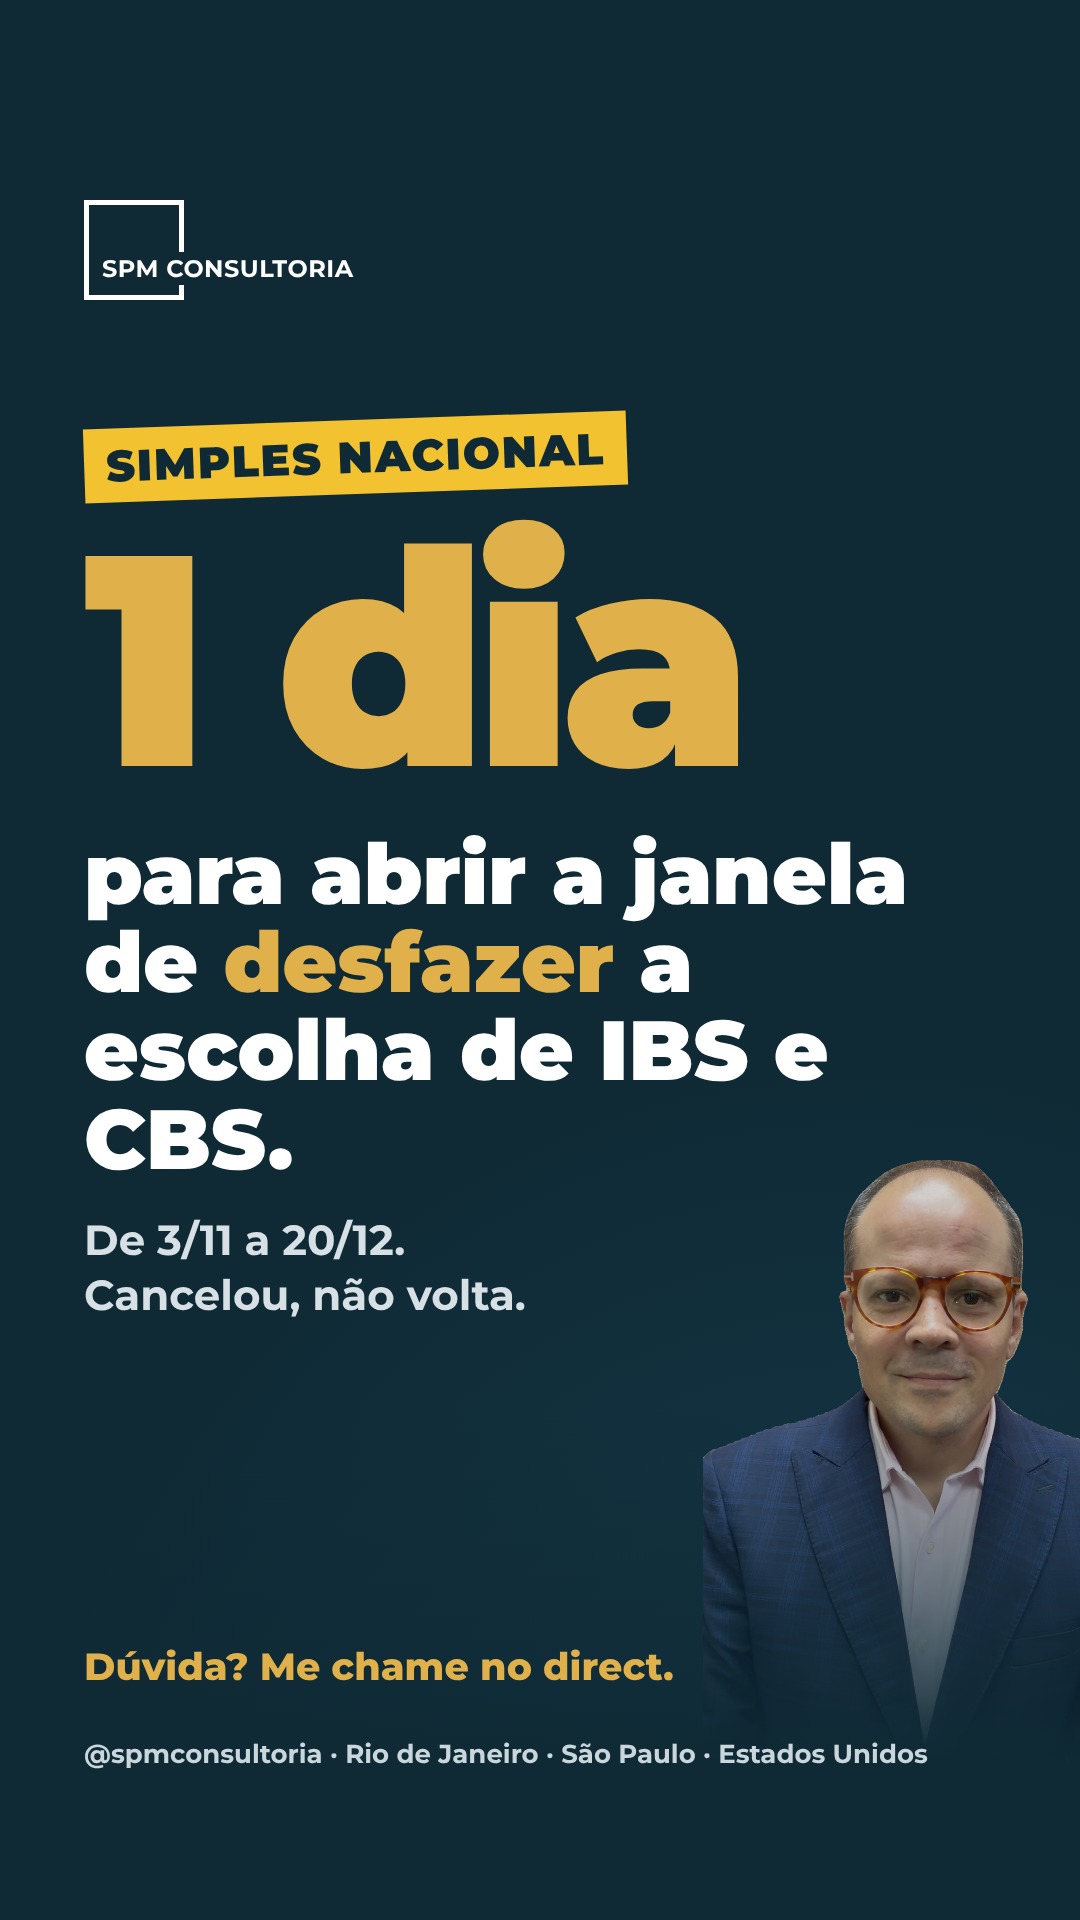 SPM CONSULTORIA
SIMPLES NACIONAL
1 dia
para abrir a janela
de desfazer a
escolha de IBS e
CBS.
De 3/11 a 20/12.
Cancelou, não volta.
Dúvida? Me chame no direct.
@spmconsultoria · Rio de Janeiro · São Paulo · Estados Unidos